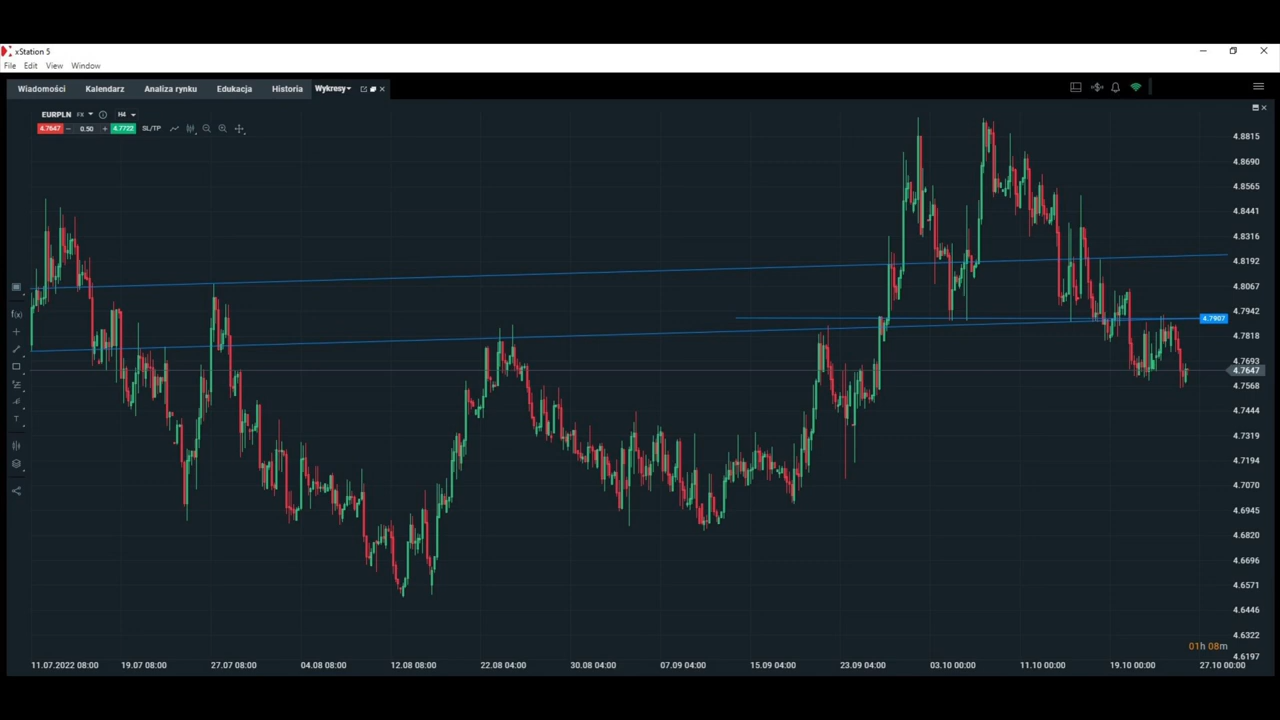 xStation 5
File Edit View Window
Wiadomości Kalendarz Analiza rynku Edukacja Historia Wykresy
EURPLN FX H4
4.7647 0.50 4.7722 SL/TP
4.8815
4.8690
4.8565
4.8441
4.8316
4.8192
4.8067
4.7942
4.7907
4.7818
4.7693
4.7647
4.7568
4.7444
4.7319
4.7194
4.7070
4.6945
4.6820
4.6696
4.6571
4.6446
4.6322
4.6197
f(x)
T
01h 08m
11.07.2022 08:00 19.07 08:00 27.07 08:00 04.08 08:00 12.08 08:00 22.08 04:00 30.08 04:00 07.09 04:00 15.09 04:00 23.09 04:00 03.10 00:00 11.10 00:00 19.10 00:00 27.10 00:00